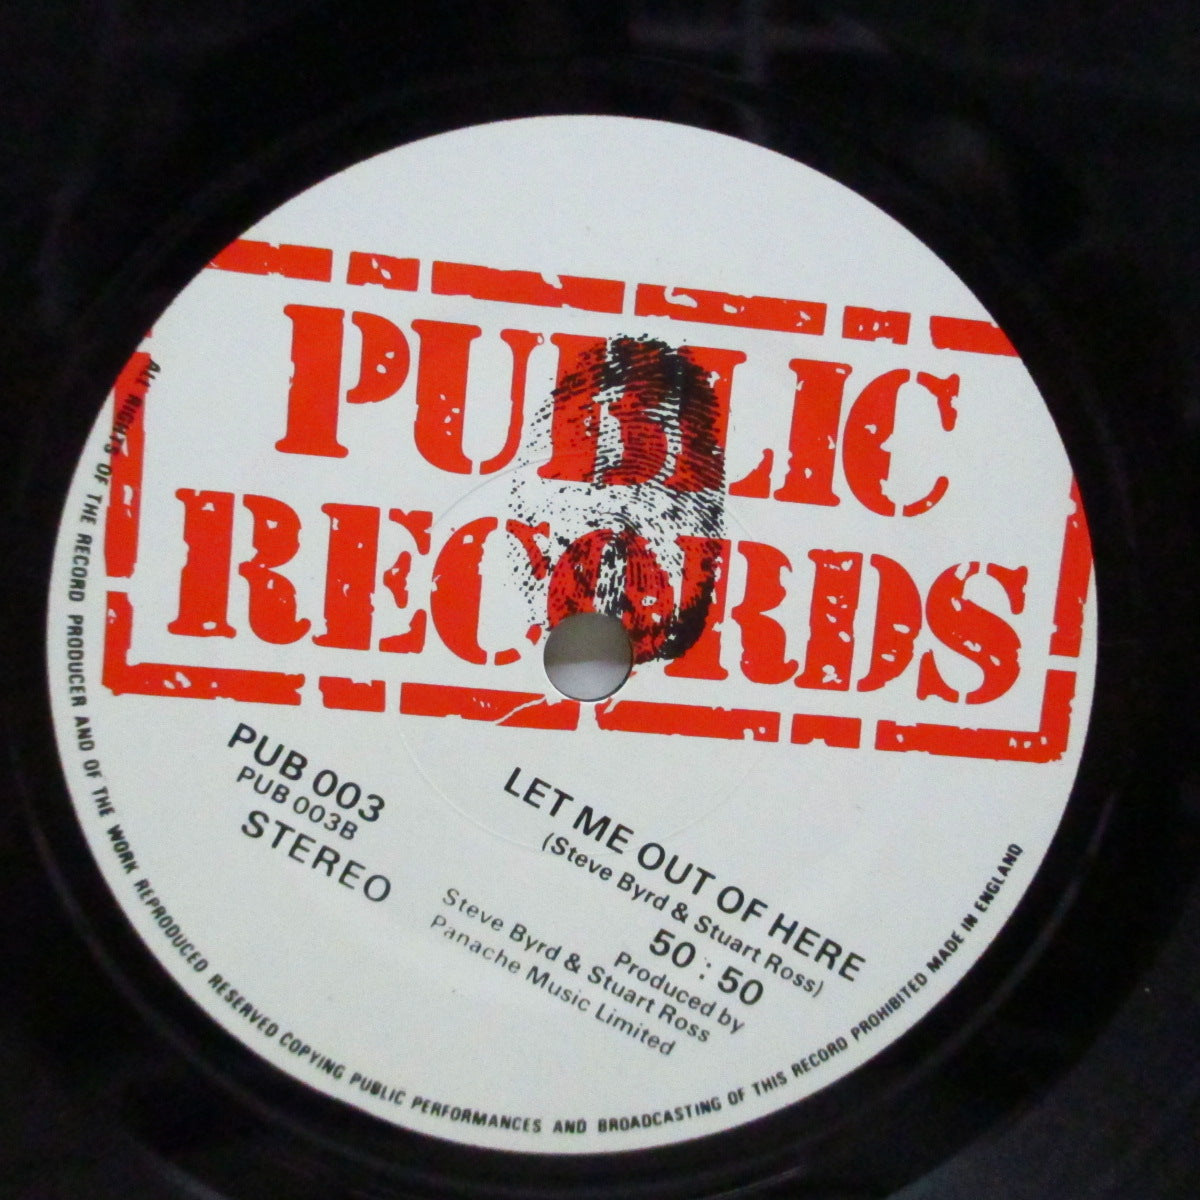 PUBLIC
RECORDS
PUB 003
PUB 003B
STEREO
LET ME OUT OF HERE
(Steve Byrd & Stuart Ross)
50:50
Produced by
Steve Byrd & Stuart Ross
Panache Music Limited
ALL RIGHTS OF THE RECORD PRODUCER AND OF THE WORK REPRODUCED RESERVED COPYING PUBLIC PERFORMANCES AND BROADCASTING OF THIS RECORD PROHIBITED MADE IN ENGLAND